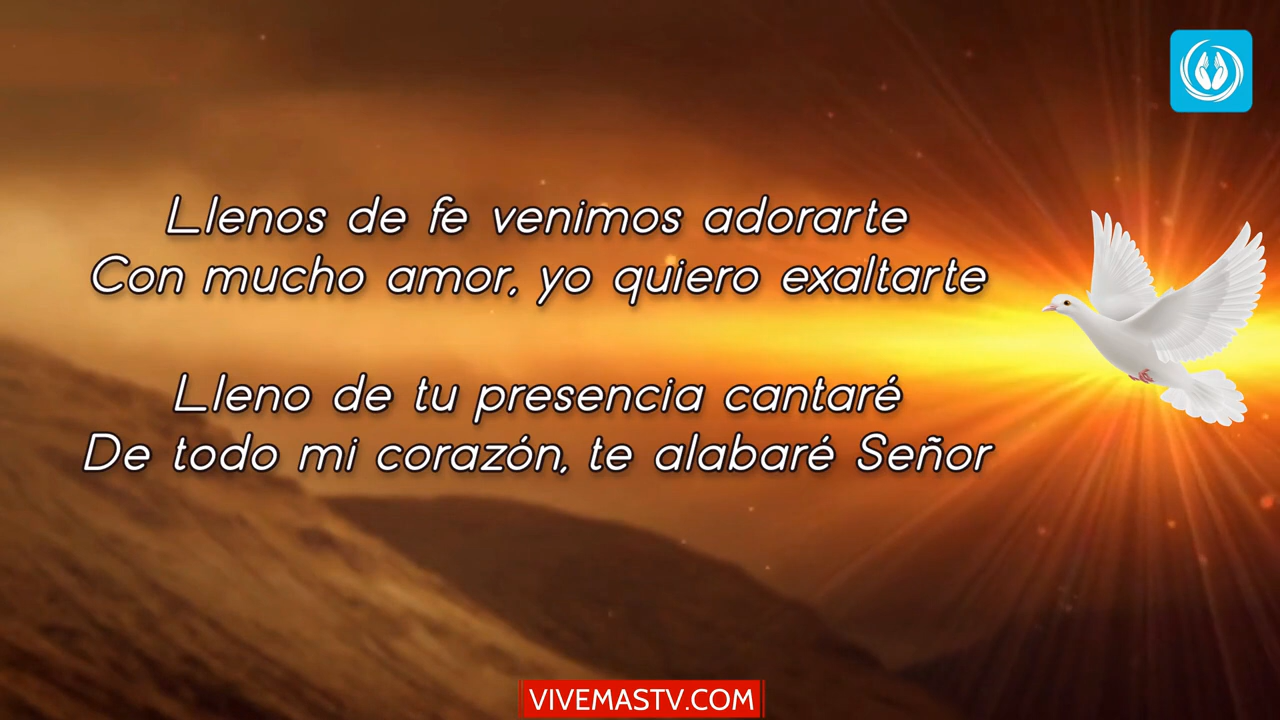 Llenos de fe venimos adorarte
Con mucho amor, yo quiero exaltarte
Lleno de tu presencia cantaré
De todo mi corazón, te alabaré Señor
VIVEMASTV.COM